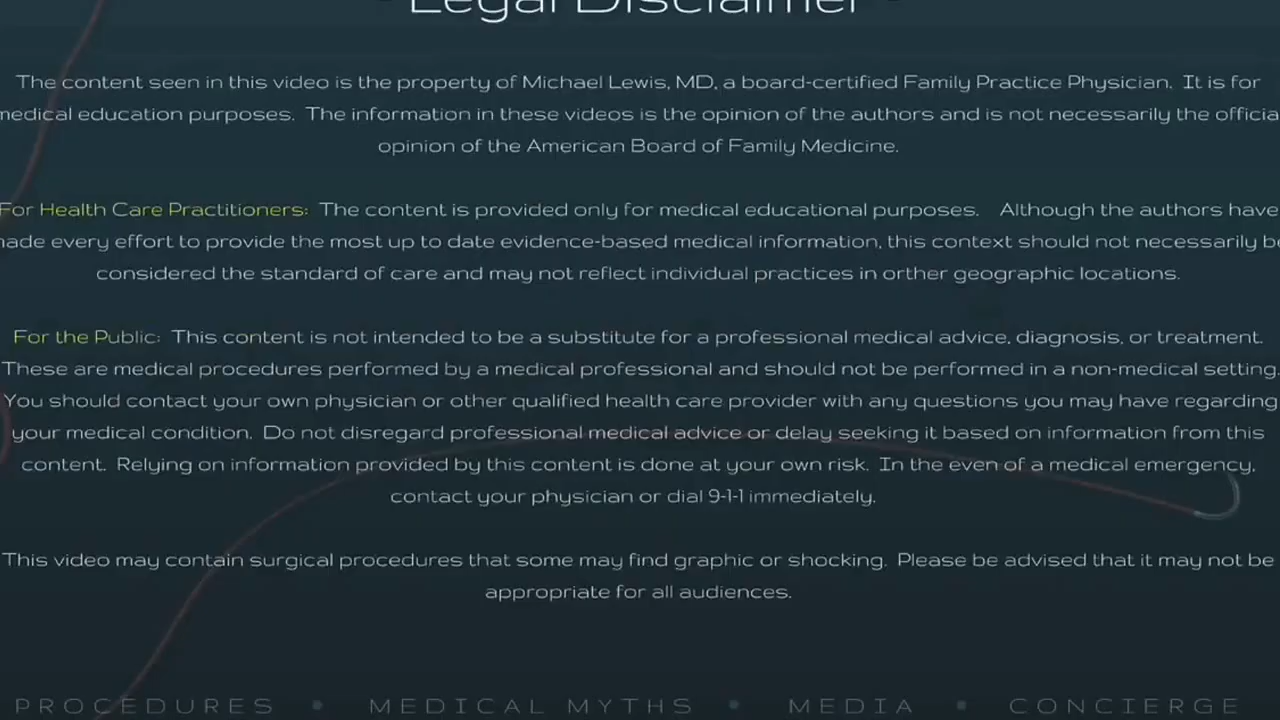 Legal Disclaimer
The content seen in this video is the property of Michael Lewis, MD, a board-certified Family Practice Physician. It is for
medical education purposes. The information in these videos is the opinion of the authors and is not necessarily the official
opinion of the American Board of Family Medicine.
For Health Care Practitioners: The content is provided only for medical educational purposes. Although the authors have
made every effort to provide the most up to date evidence-based medical information, this context should not necessarily be
considered the standard of care and may not reflect individual practices in orther geographic locations.
For the Public: This content is not intended to be a substitute for a professional medical advice, diagnosis, or treatment.
These are medical procedures performed by a medical professional and should not be performed in a non-medical setting.
You should contact your own physician or other qualified health care provider with any questions you may have regarding
your medical condition. Do not disregard professional medical advice or delay seeking it based on information from this
content. Relying on information provided by this content is done at your own risk. In the even of a medical emergency,
contact your physician or dial 9-1-1 immediately.
This video may contain surgical procedures that some may find graphic or shocking. Please be advised that it may not be
appropriate for all audiences.
PROCEDURES • MEDICAL MYTHS • MEDIA • CONCIERGE